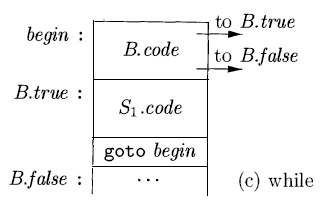 to B.true
begin :
B.code
to B.false
B.true :
S₁.code
goto begin
B.false :
...
(c) while